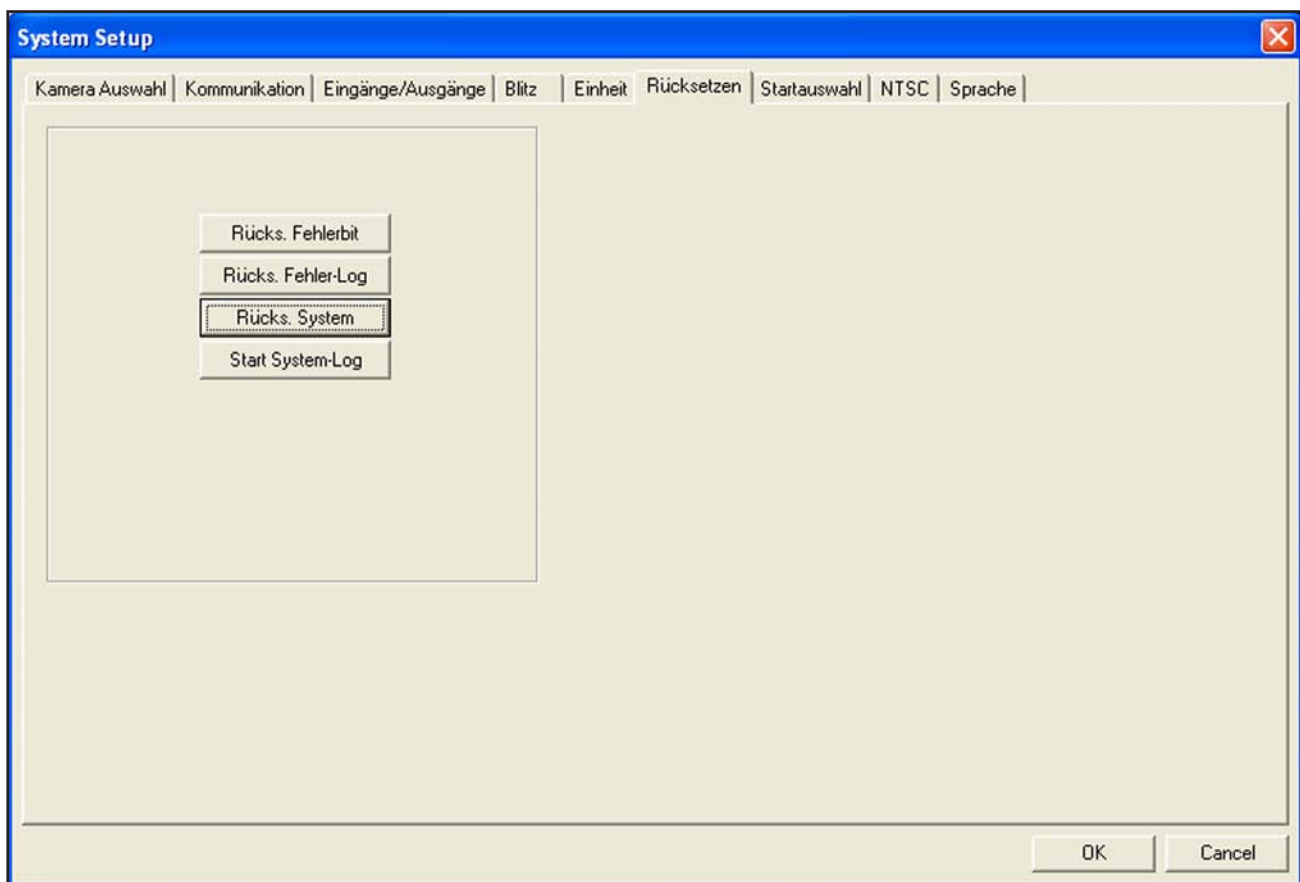 System Setup
Kamera Auswahl Kommunikation Eingänge/Ausgänge Blitz Einheit Rücksetzen Startauswahl NTSC Sprache
Rücks. Fehlerbit
Rücks. Fehler-Log
Rücks. System
Start System-Log
OK Cancel